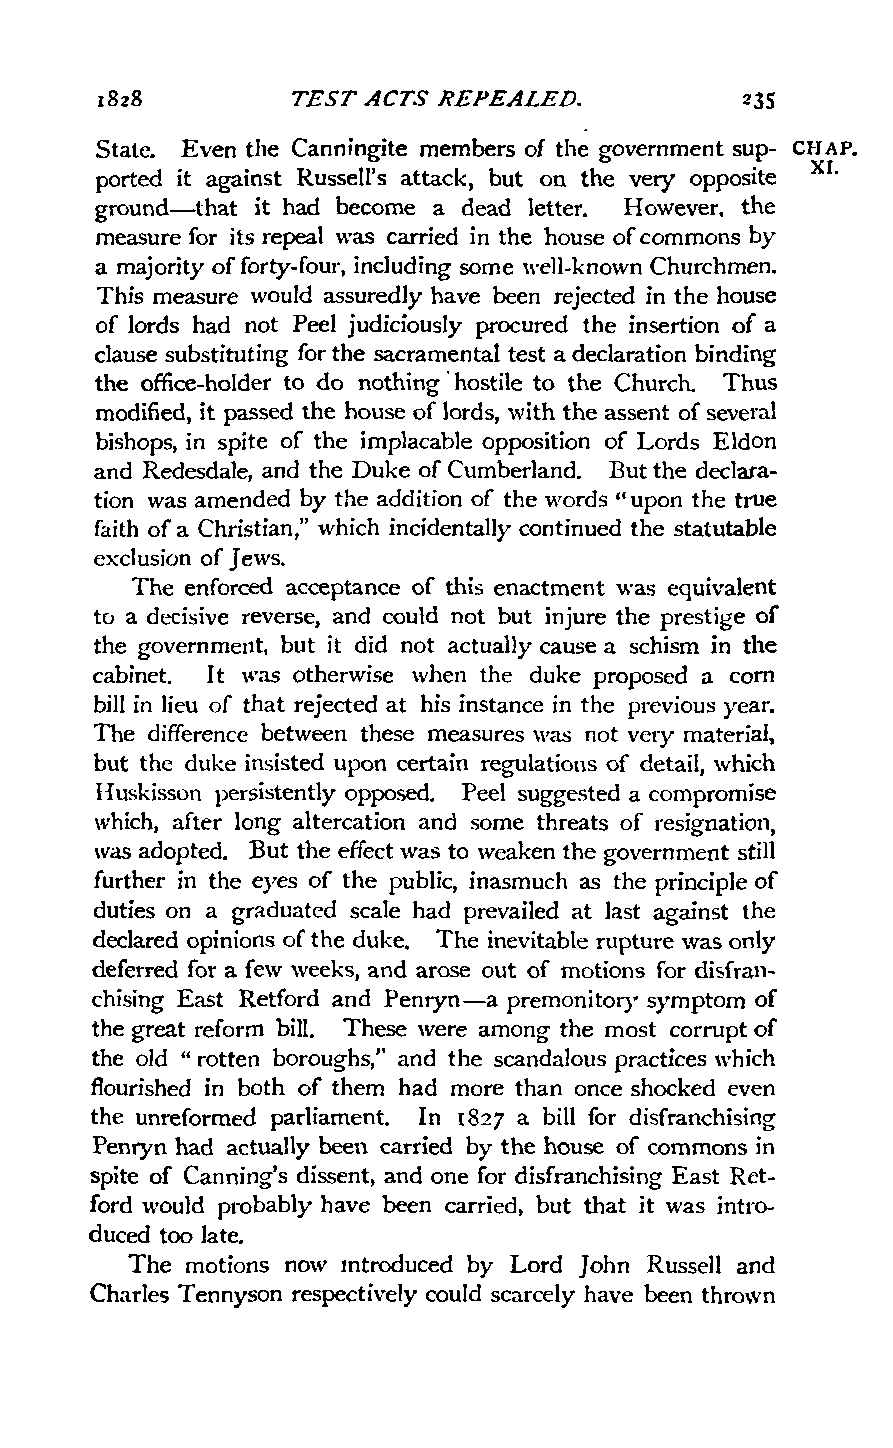 1828 TEST ACTS REPEALED. 235
State. Even the Canningite members of the government sup- CHAP.
ported it against Russell's attack, but on the very opposite XI.
ground—that it had become a dead letter. However, the
measure for its repeal was carried in the house of commons by
a majority of forty-four, including some well-known Churchmen.
This measure would assuredly have been rejected in the house
of lords had not Peel judiciously procured the insertion of a
clause substituting for the sacramental test a declaration binding
the office-holder to do nothing hostile to the Church. Thus
modified, it passed the house of lords, with the assent of several
bishops, in spite of the implacable opposition of Lords Eldon
and Redesdale, and the Duke of Cumberland. But the declara-
tion was amended by the addition of the words "upon the true
faith of a Christian," which incidentally continued the statutable
exclusion of Jews.
The enforced acceptance of this enactment was equivalent
to a decisive reverse, and could not but injure the prestige of
the government, but it did not actually cause a schism in the
cabinet. It was otherwise when the duke proposed a corn
bill in lieu of that rejected at his instance in the previous year.
The difference between these measures was not very material,
but the duke insisted upon certain regulations of detail, which
Huskisson persistently opposed. Peel suggested a compromise
which, after long altercation and some threats of resignation,
was adopted. But the effect was to weaken the government still
further in the eyes of the public, inasmuch as the principle of
duties on a graduated scale had prevailed at last against the
declared opinions of the duke. The inevitable rupture was only
deferred for a few weeks, and arose out of motions for disfran-
chising East Retford and Penryn—a premonitory symptom of
the great reform bill. These were among the most corrupt of
the old "rotten boroughs," and the scandalous practices which
flourished in both of them had more than once shocked even
the unreformed parliament. In 1827 a bill for disfranchising
Penryn had actually been carried by the house of commons in
spite of Canning's dissent, and one for disfranchising East Ret-
ford would probably have been carried, but that it was intro-
duced too late.
The motions now introduced by Lord John Russell and
Charles Tennyson respectively could scarcely have been thrown